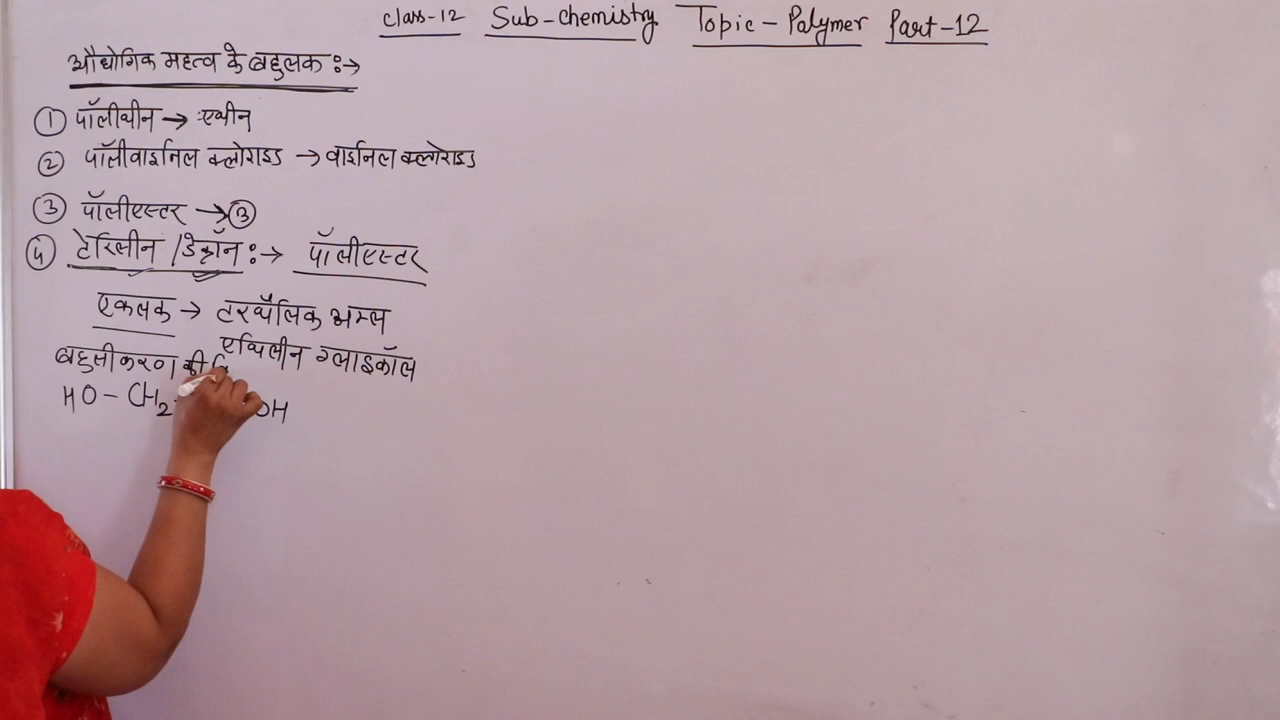 Class-12 Sub-Chemistry Topic-Polymer Part-12
औद्योगिक महत्व के बहुलक :→
① पॉलीथीन → एथीन
② पॉलीवाइनिल क्लोराइड → वाइनिल क्लोराइड
③ पॉलीएस्टर → ③
④ टेरिलीन / डेक्रॉन :→ पॉलीएस्टर
एकलक → टरथैलिक अम्ल
एथिलीन ग्लाइकॉल
बहुलीकरण की
HO-CH2 OH